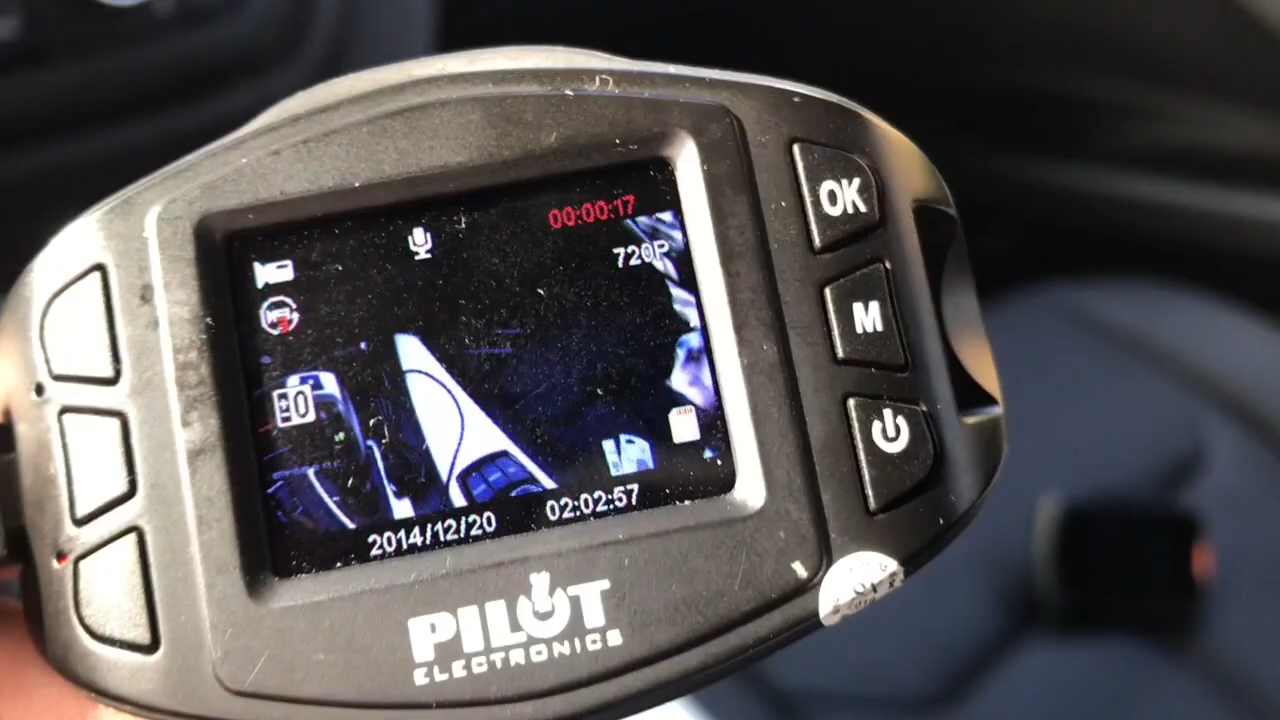 00:00:17
720P
±0
2014/12/20 02:02:57
OK
M
PILOT
ELECTRONICS